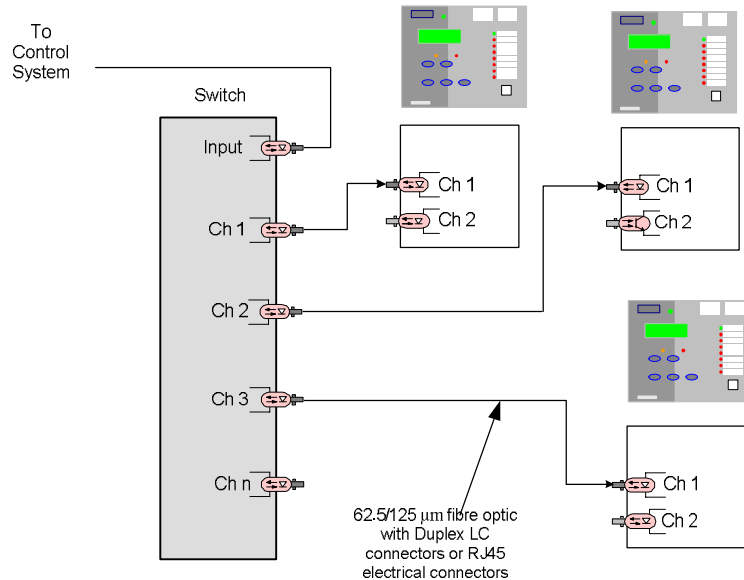 To
Control
System
Switch
Input
Ch 1
Ch 2
Ch 3
Ch n
Ch 1
Ch 2
Ch 1
Ch 2
Ch 1
Ch 2
62.5/125 μm fibre optic
with Duplex LC
connectors or RJ45
electrical connectors